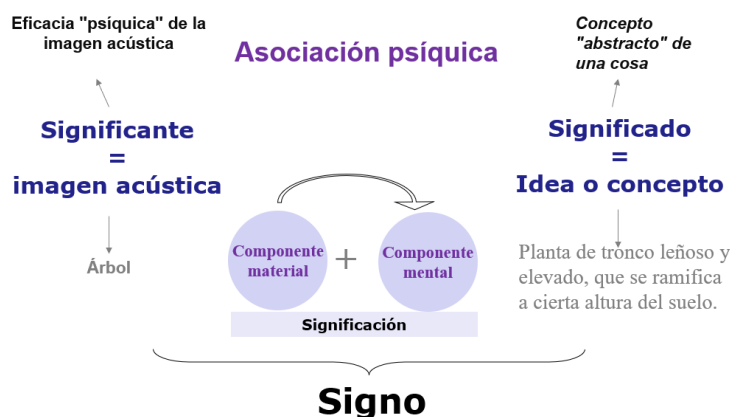 Eficacia "psíquica" de la
imagen acústica
Asociación psíquica
Concepto
"abstracto" de
una cosa
Significante
=
imagen acústica
Significado
=
Idea o concepto
Árbol
Componente
material
+
Componente
mental
Planta de tronco leñoso y
elevado, que se ramifica
a cierta altura del suelo.
Significación
Signo